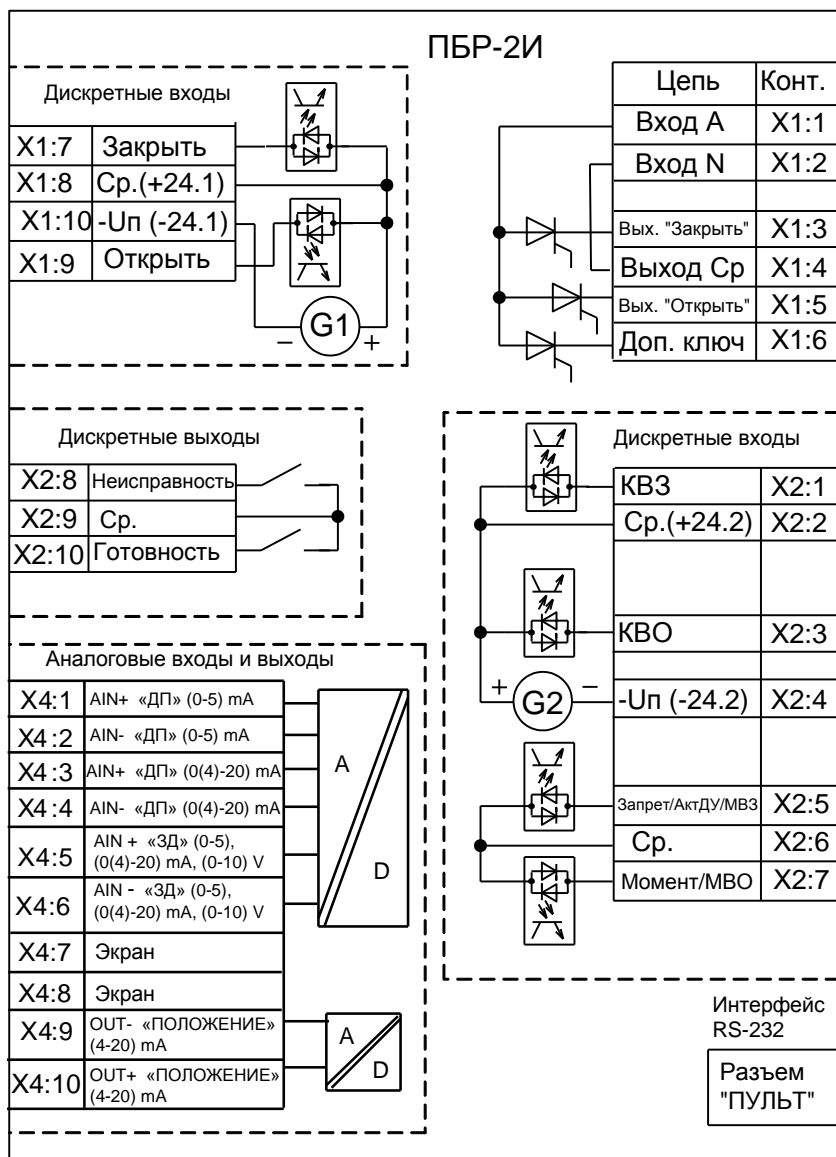 ПБР-2И
Дискретные входы
X1:7 Закрыть
X1:8 Ср.(+24.1)
X1:10 -Uп (-24.1)
X1:9 Открыть
– G1 +
Цепь Конт.
Вход А X1:1
Вход N X1:2
Вых. "Закрыть" X1:3
Выход Ср X1:4
Вых. "Открыть" X1:5
Доп. ключ X1:6
Дискретные выходы
X2:8 Неисправность
X2:9 Ср.
X2:10 Готовность
Дискретные входы
КВЗ X2:1
Ср.(+24.2) X2:2
КВО X2:3
+ G2 – -Uп (-24.2) X2:4
Запрет/АктДУ/МВЗ X2:5
Ср. X2:6
Момент/МВО X2:7
Аналоговые входы и выходы
X4:1 AIN+ «ДП» (0-5) mA
X4:2 AIN- «ДП» (0-5) mA
X4:3 AIN+ «ДП» (0(4)-20) mA
X4:4 AIN- «ДП» (0(4)-20) mA
X4:5 AIN + «ЗД» (0-5),
(0(4)-20) mA, (0-10) V
X4:6 AIN - «ЗД» (0-5),
(0(4)-20) mA, (0-10) V
X4:7 Экран
X4:8 Экран
X4:9 OUT- «ПОЛОЖЕНИЕ»
(4-20) mA
X4:10 OUT+ «ПОЛОЖЕНИЕ»
(4-20) mA
A
D
A
D
Интерфейс
RS-232
Разъем
"ПУЛЬТ"